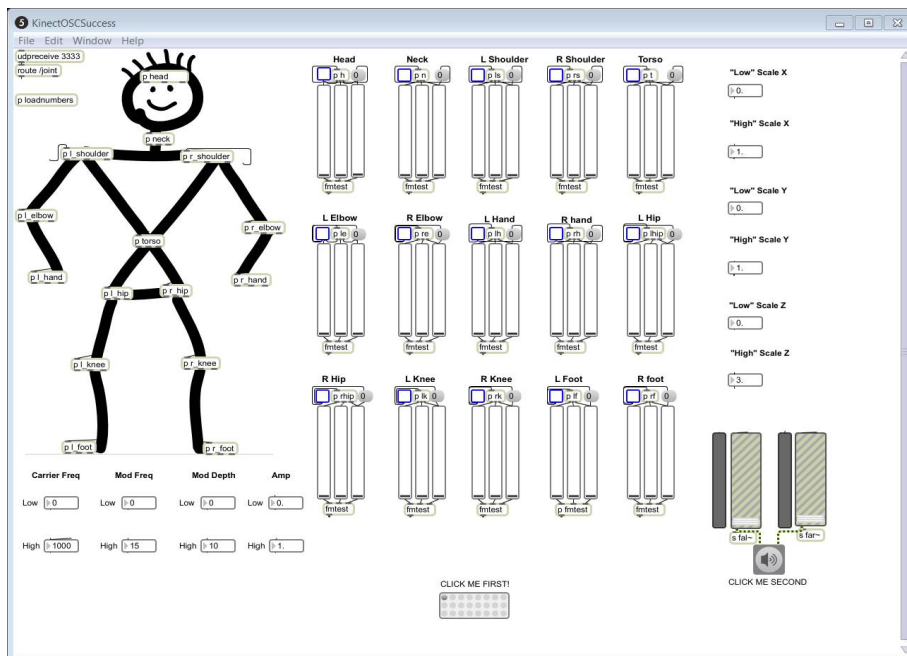 KinectOSCSuccess
File Edit Window Help
udpreceive 3333
route /joint
p loadnumbers
p head
p neck
p l_shoulder
p r_shoulder
p l_elbow
p r_elbow
p torso
p l_hand
p r_hand
p l_hip
p r_hip
p l_knee
p r_knee
p l_foot
p r_foot
Carrier Freq Mod Freq Mod Depth Amp
Low 0 Low 0 Low 0 Low 0.
High 1000 High 15 High 10 High 1.
Head Neck L Shoulder R Shoulder Torso
p h 0 p n 0 p ls 0 p rs 0 p t 0
fmtest fmtest fmtest fmtest fmtest
L Elbow R Elbow L Hand R hand L Hip
p le 0 p re 0 p lh 0 p rh 0 p lhip 0
fmtest fmtest fmtest fmtest fmtest
R Hip L Knee R Knee L Foot R foot
p rhip 0 p lk 0 p rk 0 p lf 0 p rf 0
fmtest fmtest fmtest p fmtest fmtest
"Low" Scale X
0.
"High" Scale X
1.
"Low" Scale Y
0.
"High" Scale Y
1.
"Low" Scale Z
0.
"High" Scale Z
3.
s fal~ s far~
CLICK ME SECOND
CLICK ME FIRST!